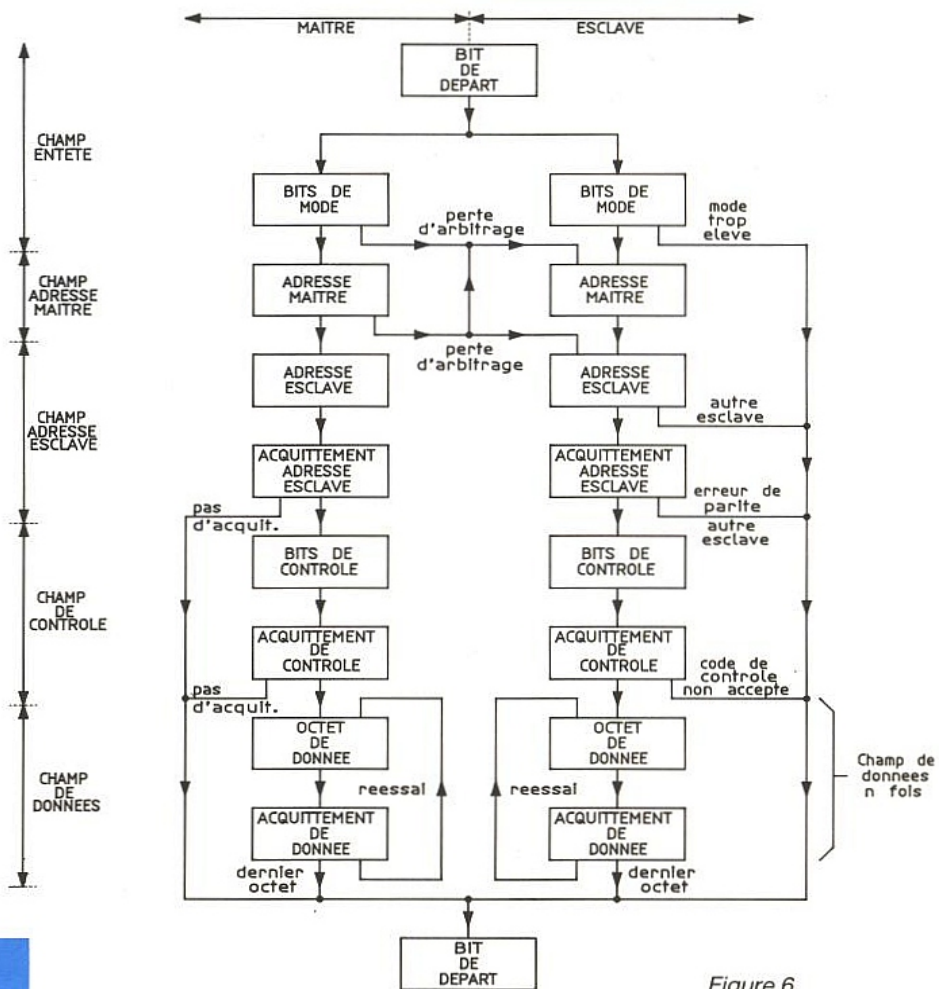 MAITRE
ESCLAVE
BIT
DE
DEPART
CHAMP
ENTETE
BITS DE
MODE
BITS DE
MODE
mode
trop
eleve
perte
d'arbitrage
CHAMP
ADRESSE
MAITRE
ADRESSE
MAITRE
ADRESSE
MAITRE
perte
d'arbitrage
CHAMP
ADRESSE
ESCLAVE
ADRESSE
ESCLAVE
ADRESSE
ESCLAVE
autre
esclave
ACQUITTEMENT
ADRESSE
ESCLAVE
ACQUITTEMENT
ADRESSE
ESCLAVE
erreur de
parite
autre
esclave
pas
d'acquit.
CHAMP
DE
CONTROLE
BITS DE
CONTROLE
BITS DE
CONTROLE
ACQUITTEMENT
DE
CONTROLE
ACQUITTEMENT
DE
CONTROLE
code de
controle
non accepte
pas
d'acquit.
CHAMP
DE
DONNEES
OCTET
DE
DONNEE
OCTET
DE
DONNEE
reessai
reessai
Champ de
donnees
n fois
ACQUITTEMENT
DE
DONNEE
ACQUITTEMENT
DE
DONNEE
dernier
octet
dernier
octet
BIT
DE
DEPART
Figure 6